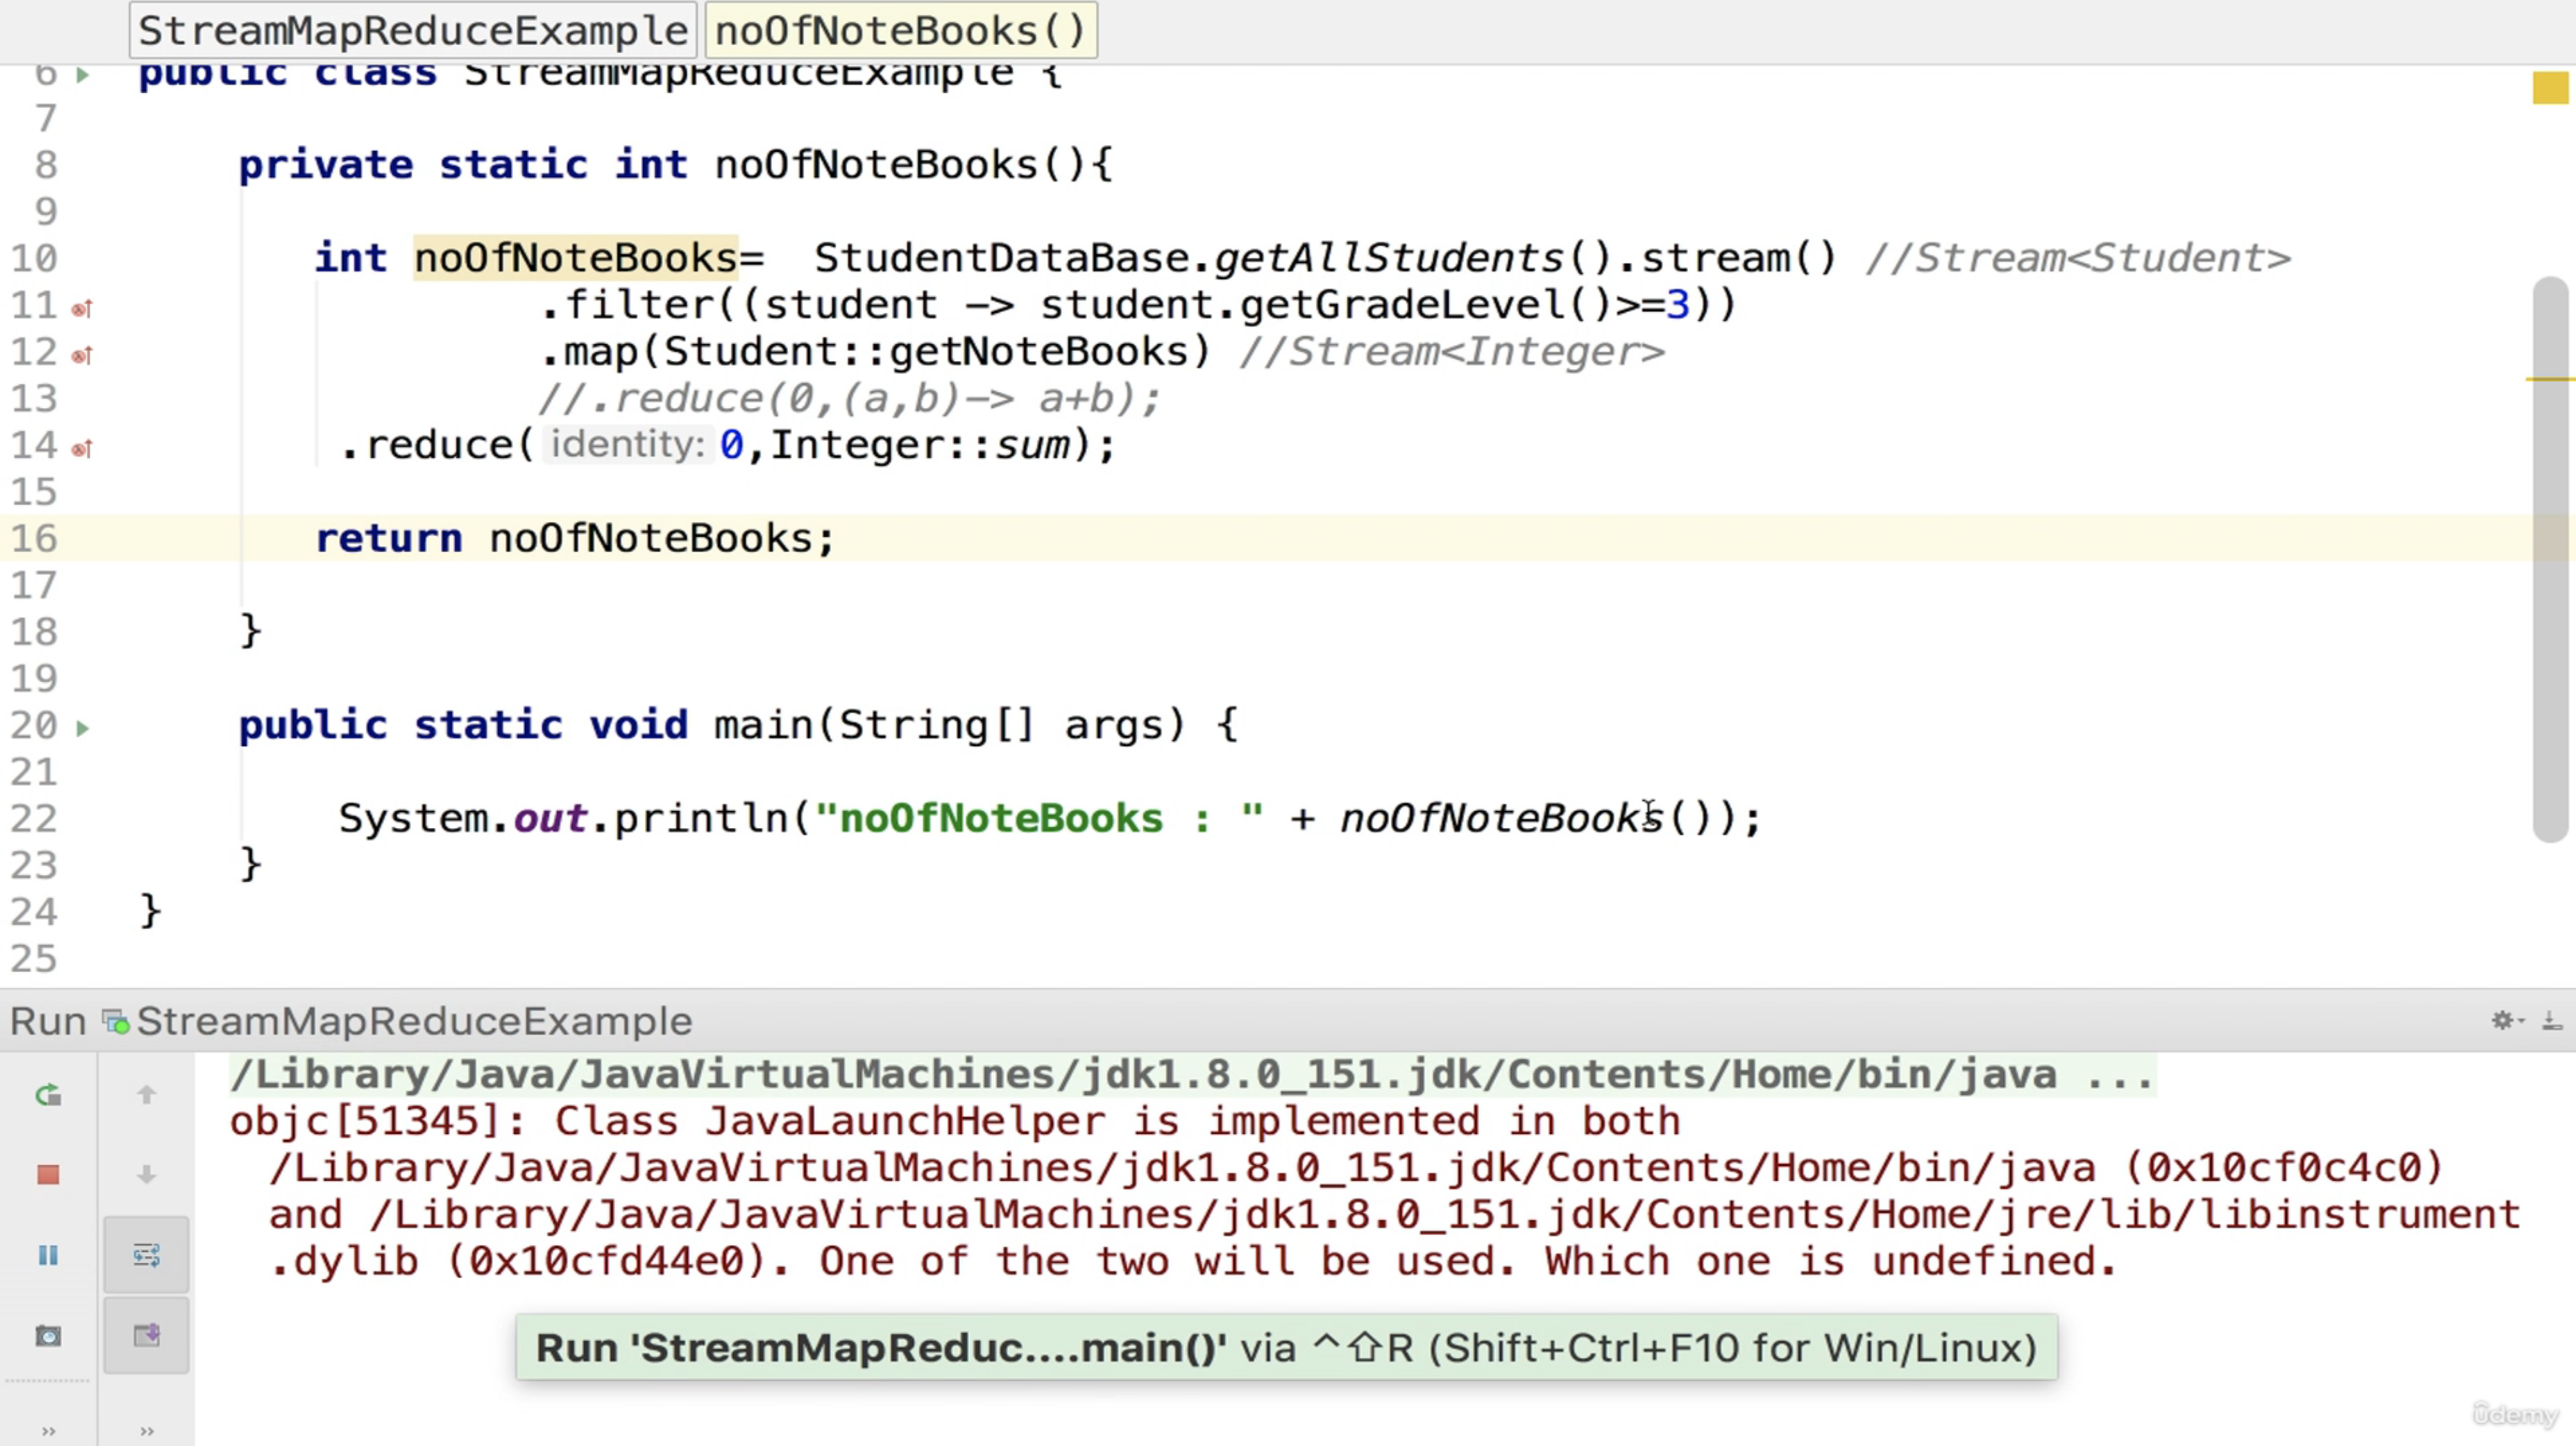 StreamMapReduceExample noOfNoteBooks()
6 public class StreamMapReduceExample {
7
8 private static int noOfNoteBooks(){
9
10 int noOfNoteBooks=  StudentDataBase.getAllStudents().stream() //Stream<Student>
11 .filter((student -> student.getGradeLevel()>=3))
12 .map(Student::getNoteBooks) //Stream<Integer>
13 //.reduce(0,(a,b)-> a+b);
14 .reduce( identity: 0,Integer::sum);
15
16 return noOfNoteBooks;
17
18 }
19
20 public static void main(String[] args) {
21
22 System.out.println("noOfNoteBooks : " + noOfNoteBooks());
23 }
24 }
25
Run StreamMapReduceExample
/Library/Java/JavaVirtualMachines/jdk1.8.0_151.jdk/Contents/Home/bin/java ...
objc[51345]: Class JavaLaunchHelper is implemented in both
/Library/Java/JavaVirtualMachines/jdk1.8.0_151.jdk/Contents/Home/bin/java (0x10cf0c4c0)
and /Library/Java/JavaVirtualMachines/jdk1.8.0_151.jdk/Contents/Home/jre/lib/libinstrument
.dylib (0x10cfd44e0). One of the two will be used. Which one is undefined.
Run 'StreamMapReduc....main()' via ^⇧R (Shift+Ctrl+F10 for Win/Linux)
udemy